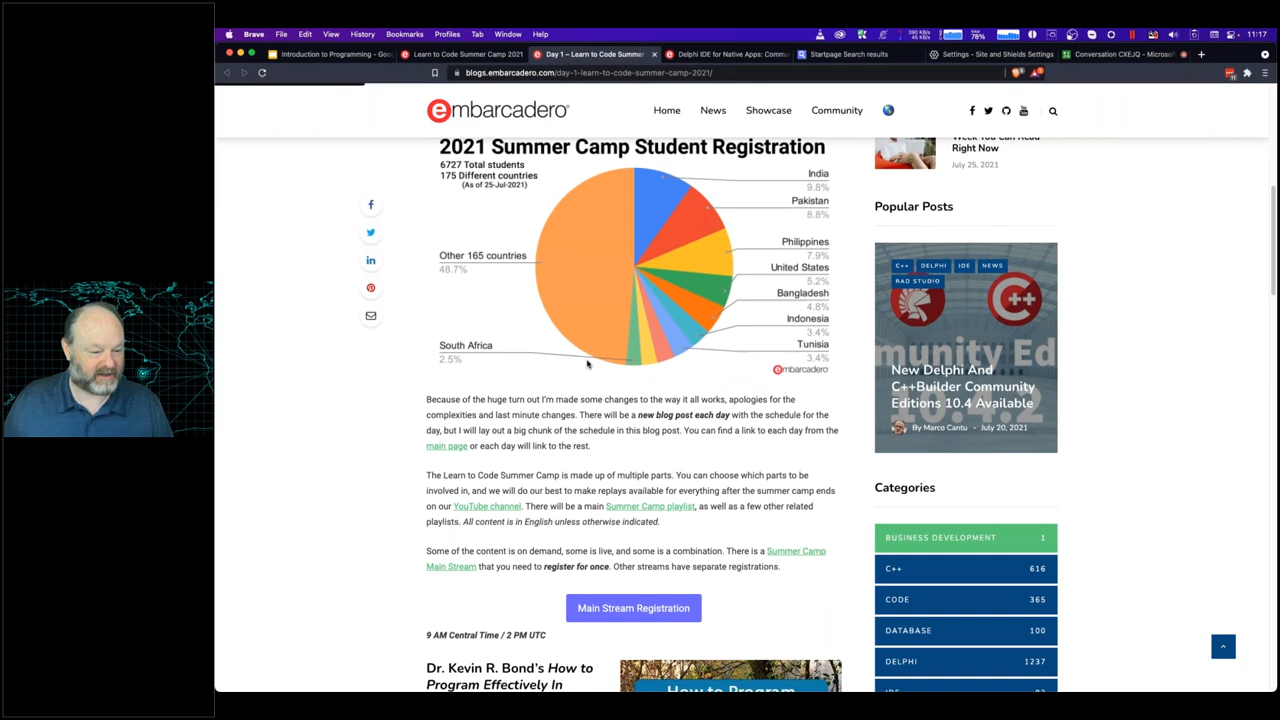 Brave File Edit View History Bookmarks Profiles Tab Window Help
11:17
Introduction to Programming - Goo
Learn to Code Summer Camp 2021
Day 1 – Learn to Code Summer
Delphi IDE for Native Apps: Commu
Startpage Search results
Settings - Site and Shields Settings
Conversation CXEJQ - Microsof
blogs.embarcadero.com/day-1-learn-to-code-summer-camp-2021/
embarcadero
Home News Showcase Community
2021 Summer Camp Student Registration
6727 Total students
175 Different countries
(As of 25-Jul-2021)
India
9.8%
Pakistan
8.8%
Philippines
7.9%
United States
5.2%
Bangladesh
4.8%
Indonesia
3.4%
Tunisia
3.4%
Other 165 countries
48.7%
South Africa
2.5%
embarcadero
Because of the huge turn out I'm made some changes to the way it all works, apologies for the
complexities and last minute changes. There will be a new blog post each day with the schedule for the
day, but I will lay out a big chunk of the schedule in this blog post. You can find a link to each day from the
main page or each day will link to the rest.
The Learn to Code Summer Camp is made up of multiple parts. You can choose which parts to be
involved in, and we will do our best to make replays available for everything after the summer camp ends
on our YouTube channel. There will be a main Summer Camp playlist, as well as a few other related
playlists. All content is in English unless otherwise indicated.
Some of the content is on demand, some is live, and some is a combination. There is a Summer Camp
Main Stream that you need to register for once. Other streams have separate registrations.
Main Stream Registration
9 AM Central Time / 2 PM UTC
Dr. Kevin R. Bond's How to
Program Effectively In
How to Program
Week You Can Read
Right Now
July 25, 2021
Popular Posts
C++ DELPHI IDE NEWS
RAD STUDIO
munity Ed
10.4.2
New Delphi And
C++Builder Community
Editions 10.4 Available
By Marco Cantu - July 20, 2021
Categories
BUSINESS DEVELOPMENT 1
C++ 616
CODE 365
DATABASE 100
DELPHI 1237